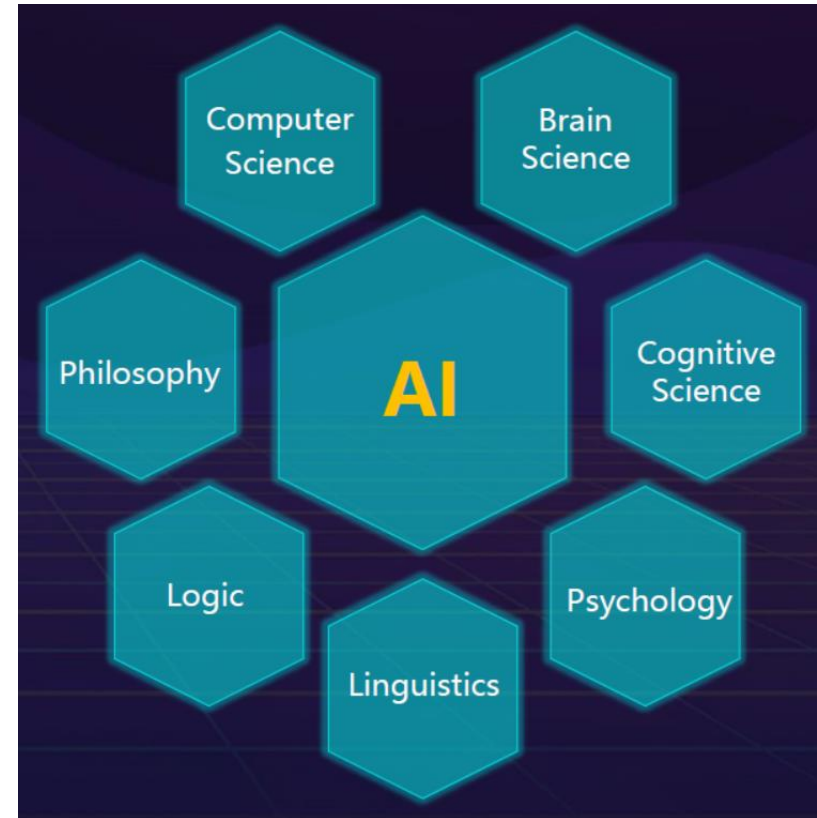 Computer
Science
Brain
Science
Philosophy
AI
Cognitive
Science
Logic
Psychology
Linguistics